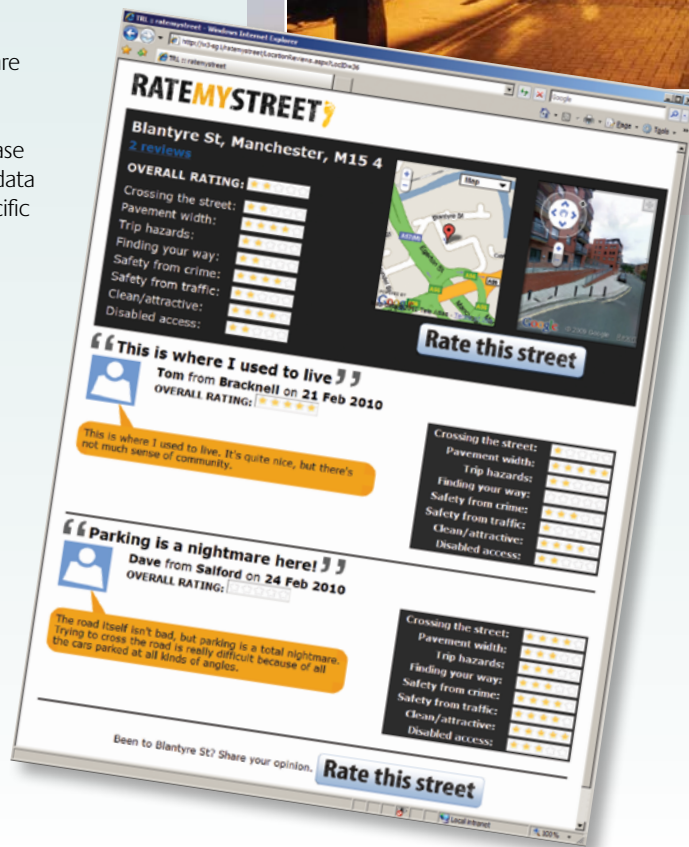 re
ase
data
cific
TRL :: ratemystreet - Windows Internet Explorer
Google
TRL :: ratemystreet
Page
Tools
RATEMYSTREET
Blantyre St, Manchester, M15 4
2 reviews
OVERALL RATING:
Crossing the street:
Pavement width:
Trip hazards:
Finding your way:
Safety from crime:
Safety from traffic:
Clean/attractive:
Disabled access:
Map
Blantyre St
Google
Google
Rate this street
“This is where I used to live”
Tom from Bracknell on 21 Feb 2010
OVERALL RATING:
This is where I used to live. It's quite nice, but there's
not much sense of community.
Crossing the street:
Pavement width:
Trip hazards:
Finding your way:
Safety from crime:
Safety from traffic:
Clean/attractive:
Disabled access:
“Parking is a nightmare here!”
Dave from Salford on 24 Feb 2010
OVERALL RATING:
The road itself isn't bad, but parking is a total nightmare.
Trying to cross the road is really difficult because of all
the cars parked at all kinds of angles.
Crossing the street:
Pavement width:
Trip hazards:
Finding your way:
Safety from crime:
Safety from traffic:
Clean/attractive:
Disabled access:
Been to Blantyre St? Share your opinion.
Rate this street
Local intranet
100%